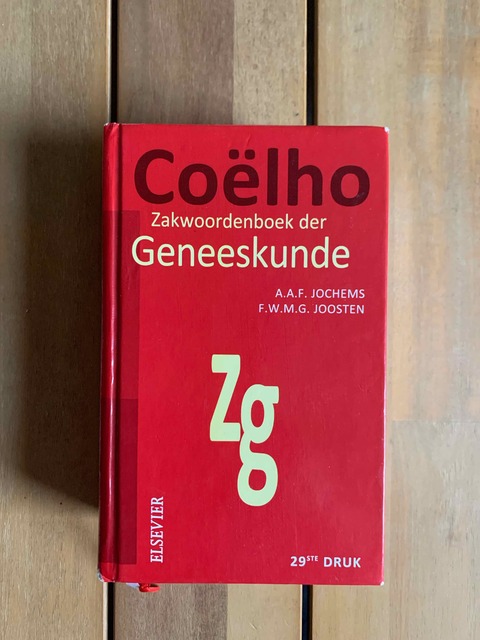 Coëlho
Zakwoordenboek der
Geneeskunde
A.A.F. JOCHEMS
F.W.M.G. JOOSTEN
Zg
ELSEVIER
29STE DRUK